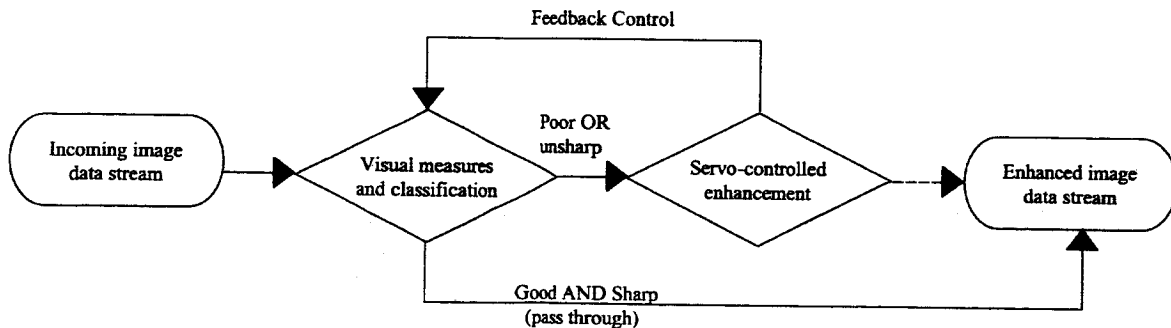 Feedback Control
Incoming image
data stream
Visual measures
and classification
Poor OR
unsharp
Servo-controlled
enhancement
Enhanced image
data stream
Good AND Sharp
(pass through)